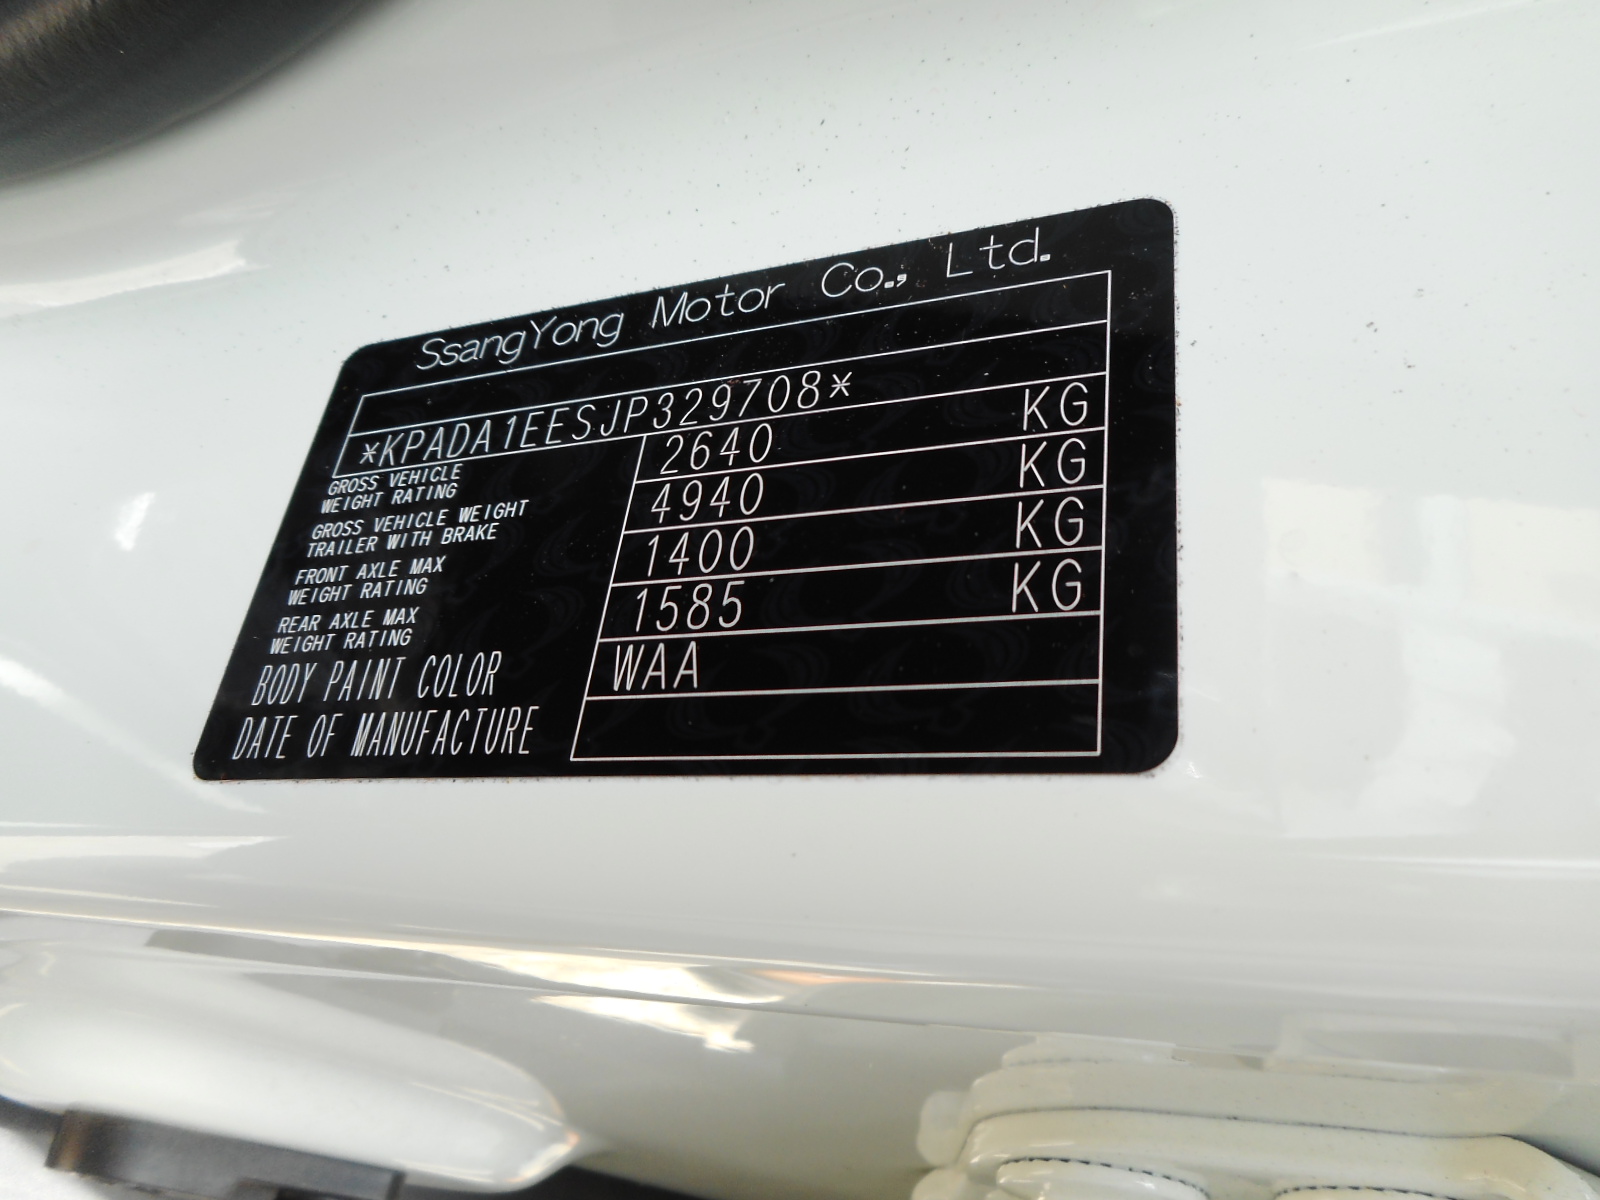 SsangYong Motor Co., Ltd.
*KPADA1EESJP329708*
GROSS VEHICLE
WEIGHT RATING
2640 KG
GROSS VEHICLE WEIGHT
TRAILER WITH BRAKE
4940 KG
FRONT AXLE MAX
WEIGHT RATING
1400 KG
REAR AXLE MAX
WEIGHT RATING
1585 KG
BODY PAINT COLOR WAA
DATE OF MANUFACTURE